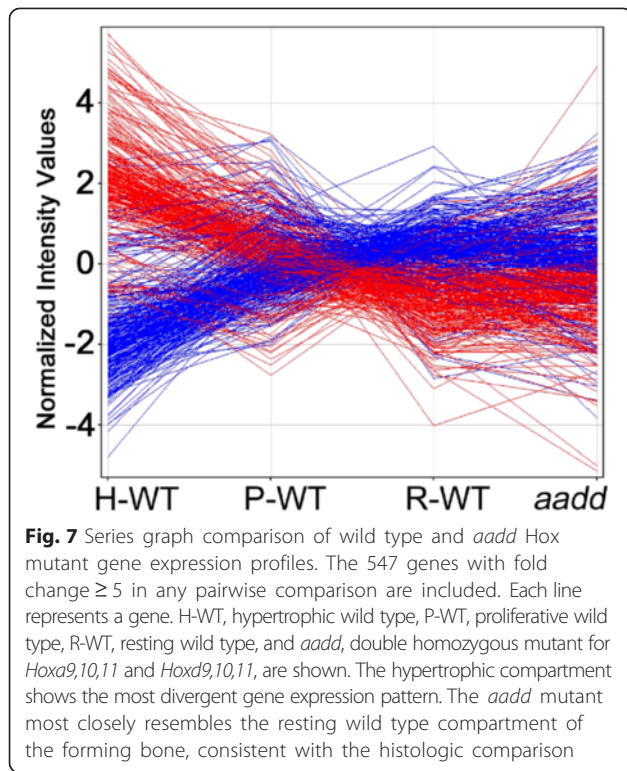 Normalized Intensity Values
4
2
0
-2
-4
H-WT P-WT R-WT aadd
Fig. 7 Series graph comparison of wild type and aadd Hox
mutant gene expression profiles. The 547 genes with fold
change ≥ 5 in any pairwise comparison are included. Each line
represents a gene. H-WT, hypertrophic wild type, P-WT, proliferative wild
type, R-WT, resting wild type, and aadd, double homozygous mutant for
Hoxa9,10,11 and Hoxd9,10,11, are shown. The hypertrophic compartment
shows the most divergent gene expression pattern. The aadd mutant
most closely resembles the resting wild type compartment of
the forming bone, consistent with the histologic comparison